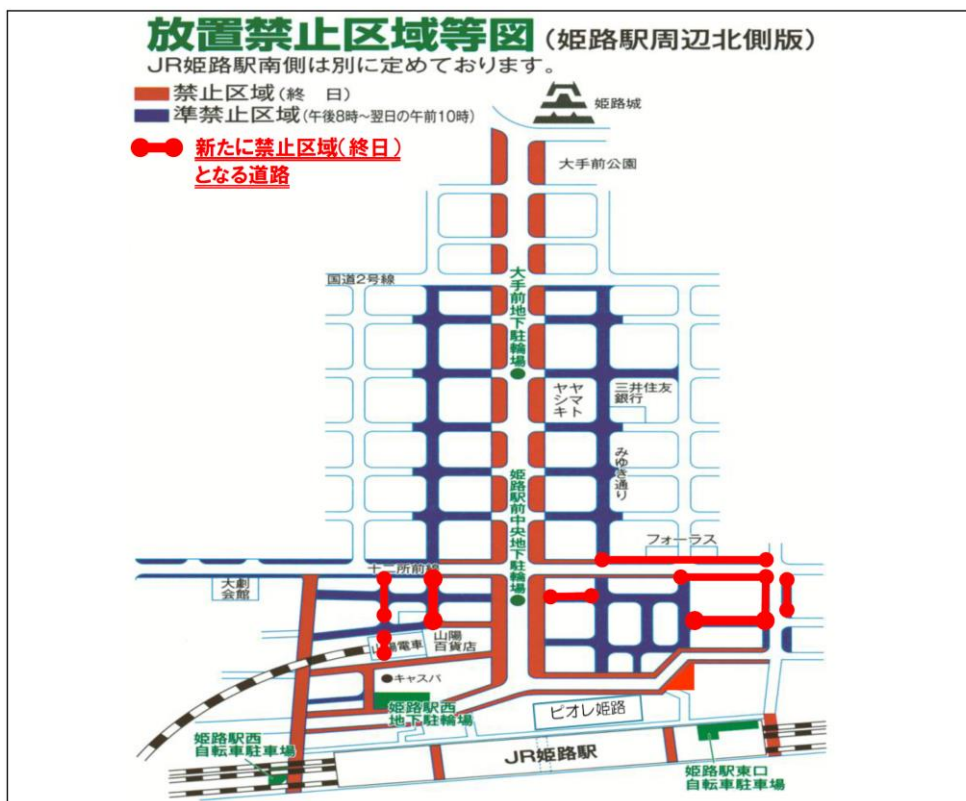 放置禁止区域等図(姫路駅周辺北側版)
JR姫路駅南側は別に定めております。
禁止区域(終 日)
準禁止区域(午後8時~翌日の午前10時)
新たに禁止区域(終日)
となる道路
姫路城
大手前公園
国道2号線
大手前地下駐輪場
ヤマト
ヤシキ
三井住友
銀行
みゆき通り
姫路駅前中央地下駐輪場
フォーラス
十二所前線
大劇
会館
山陽電車
山陽
百貨店
キャスパ
姫路駅西
地下駐輪場
ピオレ姫路
姫路駅西
自転車駐車場
JR姫路駅
姫路駅東口
自転車駐車場